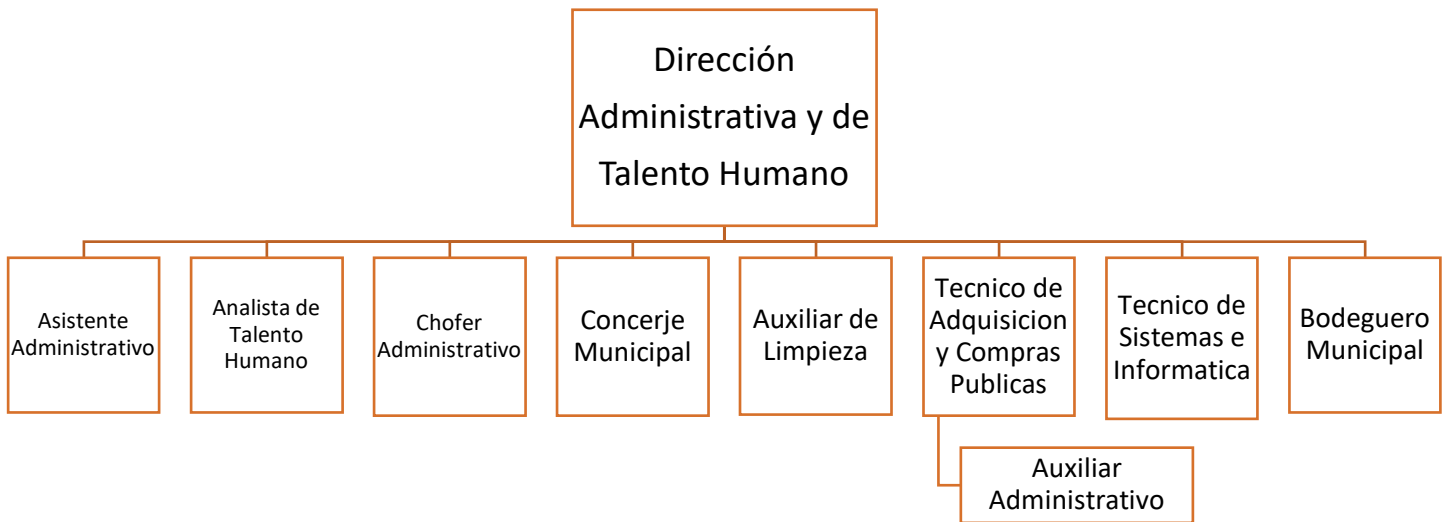 Dirección
Administrativa y de
Talento Humano
Asistente
Administrativo
Analista de
Talento
Humano
Chofer
Administrativo
Concerje
Municipal
Auxiliar de
Limpieza
Tecnico de
Adquisicion
y Compras
Publicas
Tecnico de
Sistemas e
Informatica
Bodeguero
Municipal
Auxiliar
Administrativo